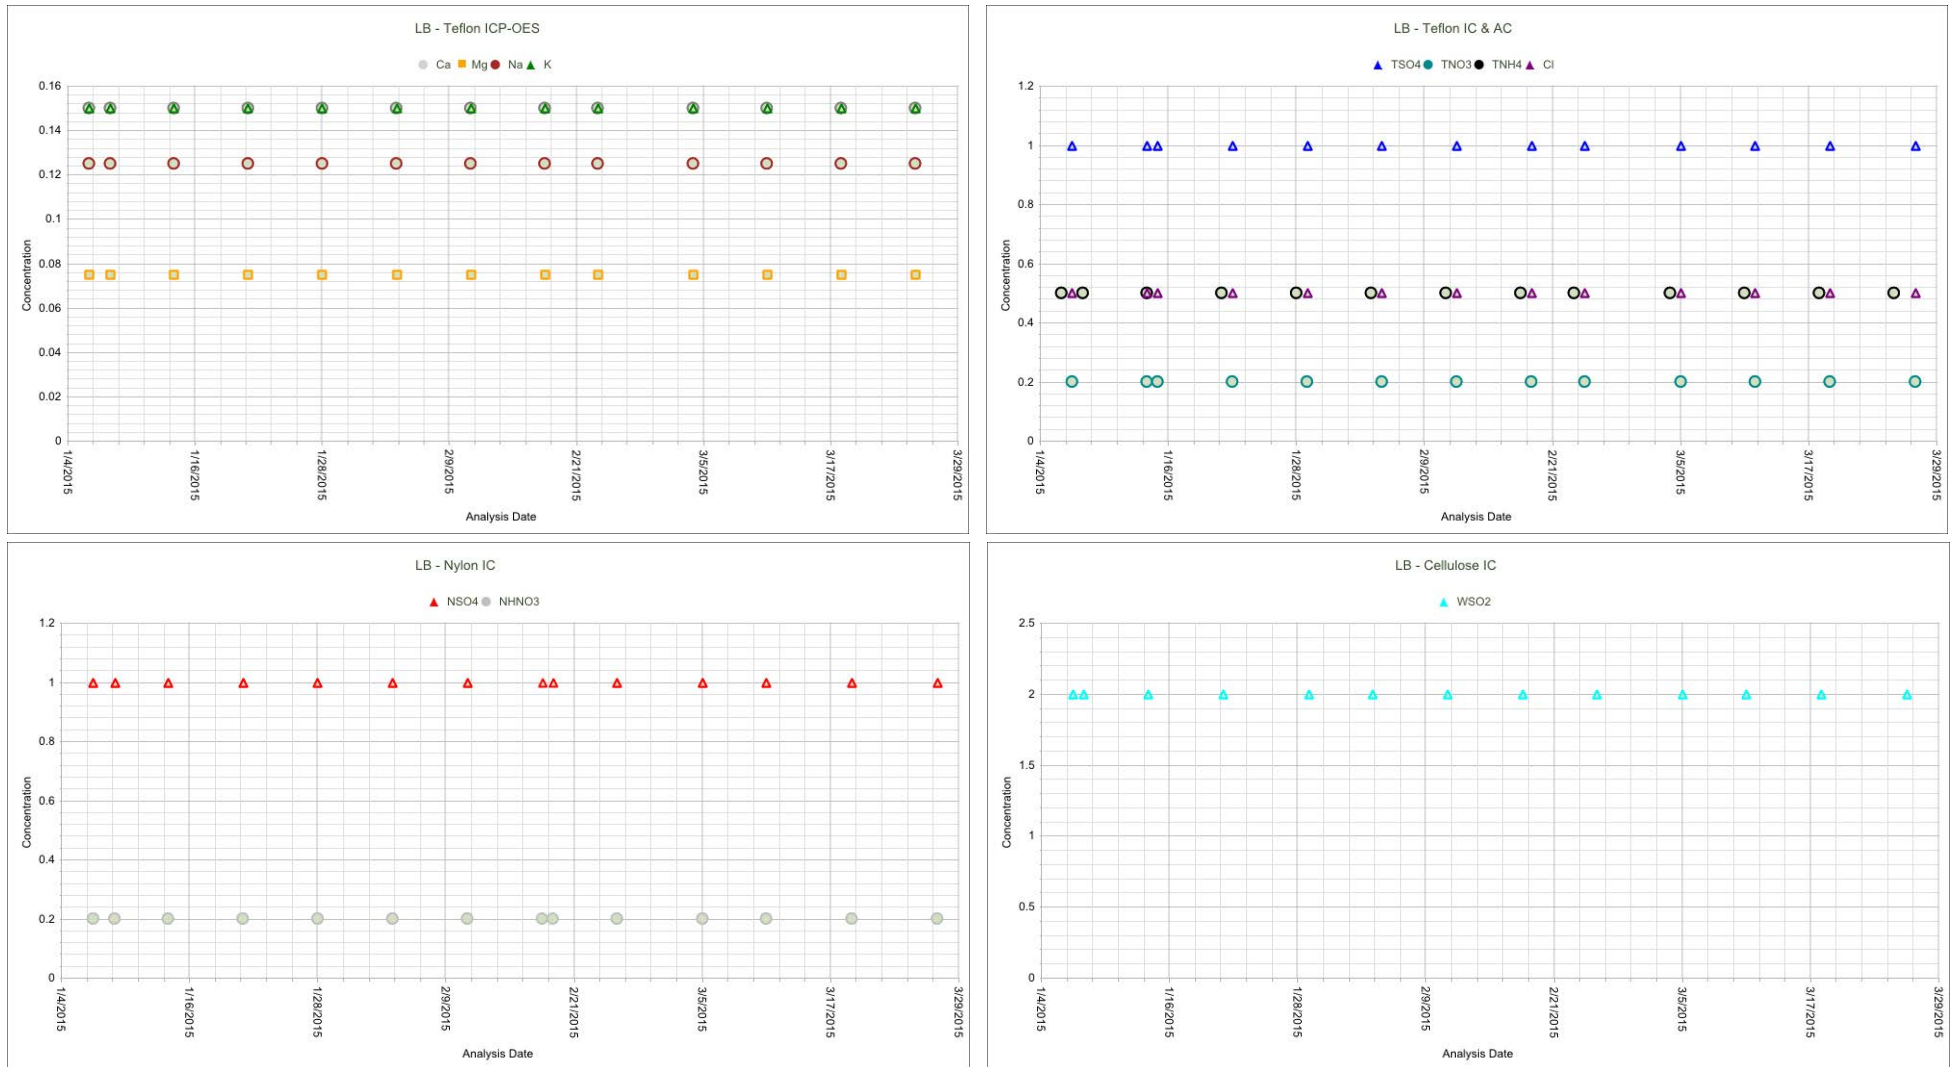 LB - Teflon ICP-OES
Ca Mg Na K
0.16
0.14
0.12
0.1
0.08
0.06
0.04
0.02
0
Concentration
1/4/2015 1/16/2015 1/28/2015 2/9/2015 2/21/2015 3/5/2015 3/17/2015 3/29/2015
Analysis Date
LB - Teflon IC & AC
TSO4 TNO3 TNH4 Cl
1.2
1
0.8
0.6
0.4
0.2
0
Concentration
1/4/2015 1/16/2015 1/28/2015 2/9/2015 2/21/2015 3/5/2015 3/17/2015 3/29/2015
Analysis Date
LB - Nylon IC
NSO4 NHNO3
1.2
1
0.8
0.6
0.4
0.2
0
Concentration
1/4/2015 1/16/2015 1/28/2015 2/9/2015 2/21/2015 3/5/2015 3/17/2015 3/29/2015
Analysis Date
LB - Cellulose IC
WSO2
2.5
2
1.5
1
0.5
0
Concentration
1/4/2015 1/16/2015 1/28/2015 2/9/2015 2/21/2015 3/5/2015 3/17/2015 3/29/2015
Analysis Date